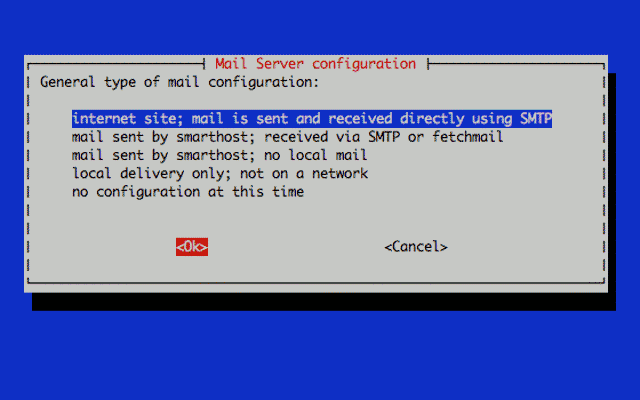 Mail Server configuration
General type of mail configuration:
internet site; mail is sent and received directly using SMTP
mail sent by smarthost; received via SMTP or fetchmail
mail sent by smarthost; no local mail
local delivery only; not on a network
no configuration at this time
<Ok> <Cancel>